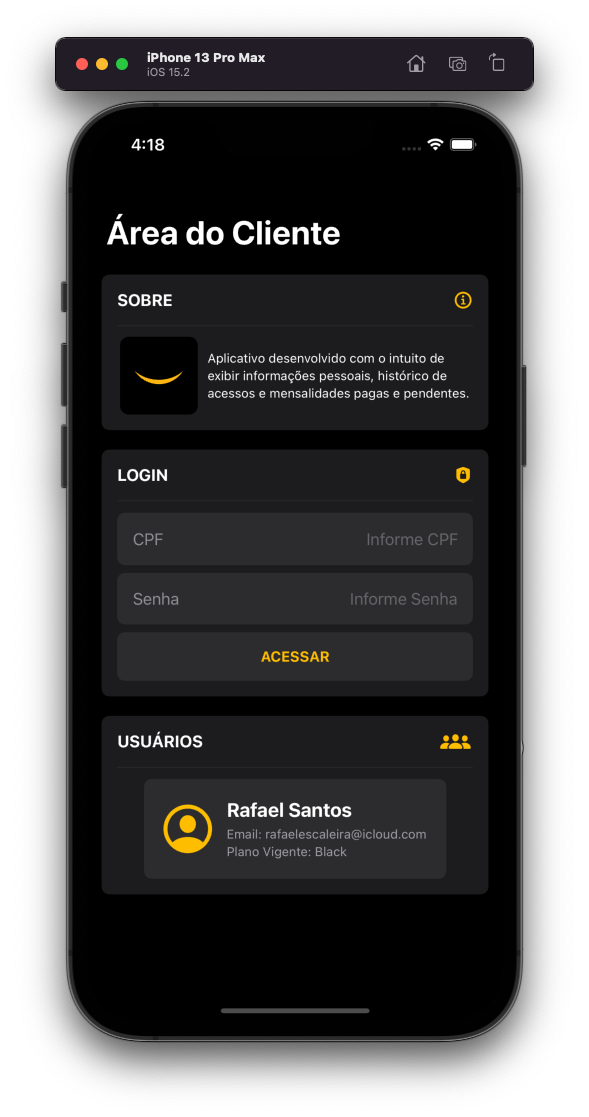 iPhone 13 Pro Max
iOS 15.2
4:18
Área do Cliente
SOBRE
Aplicativo desenvolvido com o intuito de
exibir informações pessoais, histórico de
acessos e mensalidades pagas e pendentes.
LOGIN
CPF Informe CPF
Senha Informe Senha
ACESSAR
USUÁRIOS
Rafael Santos
Email: rafaelescaleira@icloud.com
Plano Vigente: Black